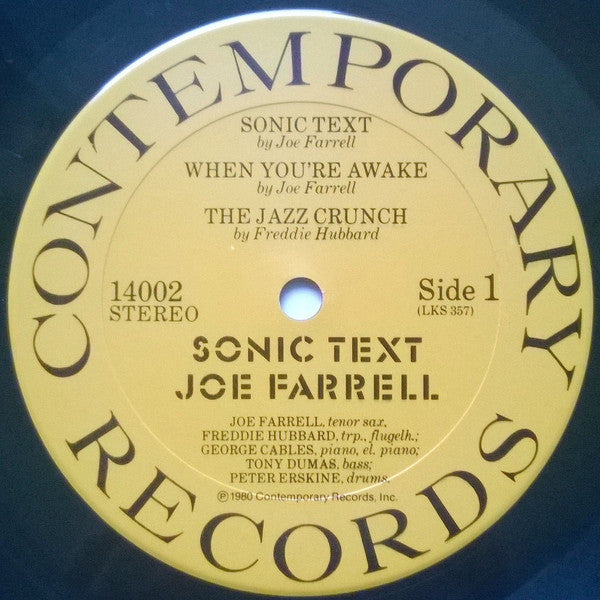 CONTEMPORARY RECORDS
SONIC TEXT
by Joe Farrell
WHEN YOU'RE AWAKE
by Joe Farrell
THE JAZZ CRUNCH
by Freddie Hubbard
14002
STEREO
Side 1
(LKS 357)
SONIC TEXT
JOE FARRELL
JOE FARRELL, tenor sax,
FREDDIE HUBBARD, trp., flugelh.;
GEORGE CABLES, piano, el. piano;
TONY DUMAS, bass;
PETER ERSKINE, drums.
℗ 1980 Contemporary Records, Inc.